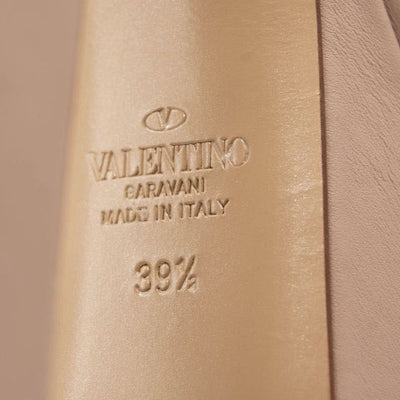 VALENTINO
GARAVANI
MADE IN ITALY
39½